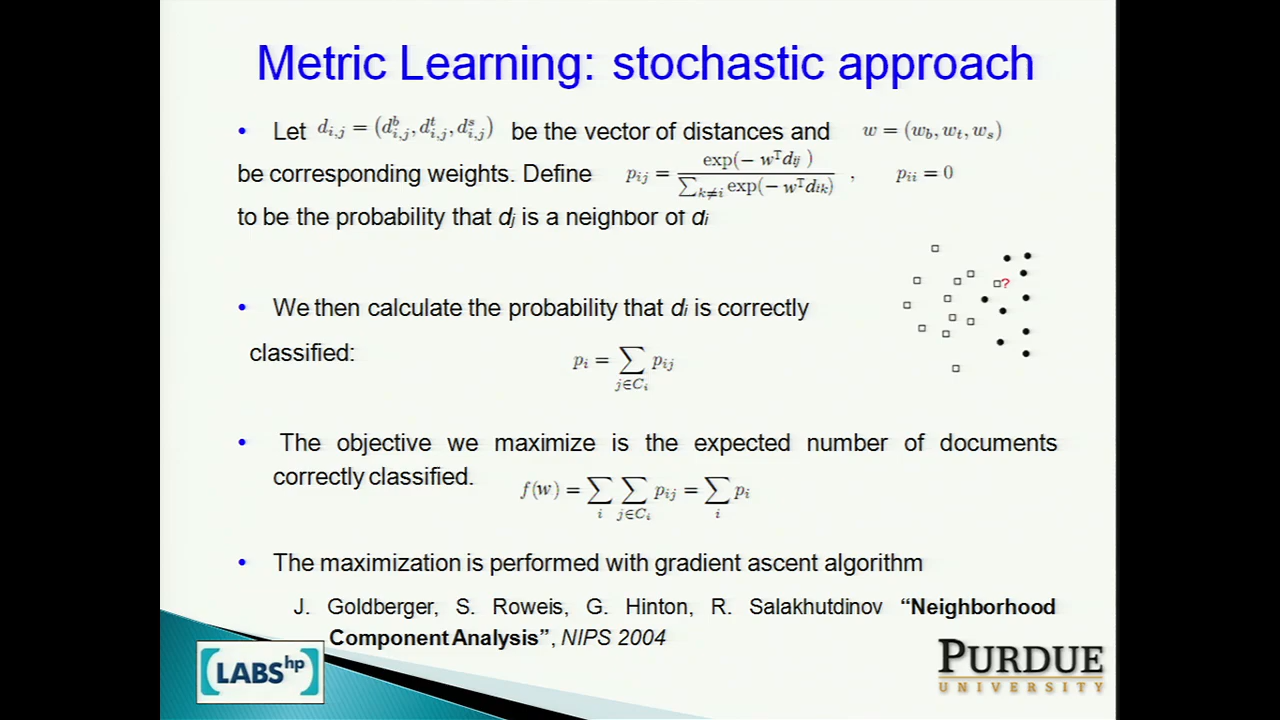 Metric Learning: stochastic approach
• Let d_{i,j} = (d^b_{i,j}, d^t_{i,j}, d^s_{i,j}) be the vector of distances and w = (w_b, w_t, w_s)
be corresponding weights. Define p_{ij} = exp(− w^T d_{ij}) / ∑_{k≠i} exp(− w^T d_{ik}) , p_{ii} = 0
to be the probability that d_j is a neighbor of d_i
?
• We then calculate the probability that d_i is correctly
classified: p_i = ∑_{j∈C_i} p_{ij}
• The objective we maximize is the expected number of documents
correctly classified. f(w) = ∑_i ∑_{j∈C_i} p_{ij} = ∑_i p_i
• The maximization is performed with gradient ascent algorithm
J. Goldberger, S. Roweis, G. Hinton, R. Salakhutdinov “Neighborhood
Component Analysis”, NIPS 2004
LABS hp
PURDUE
UNIVERSITY